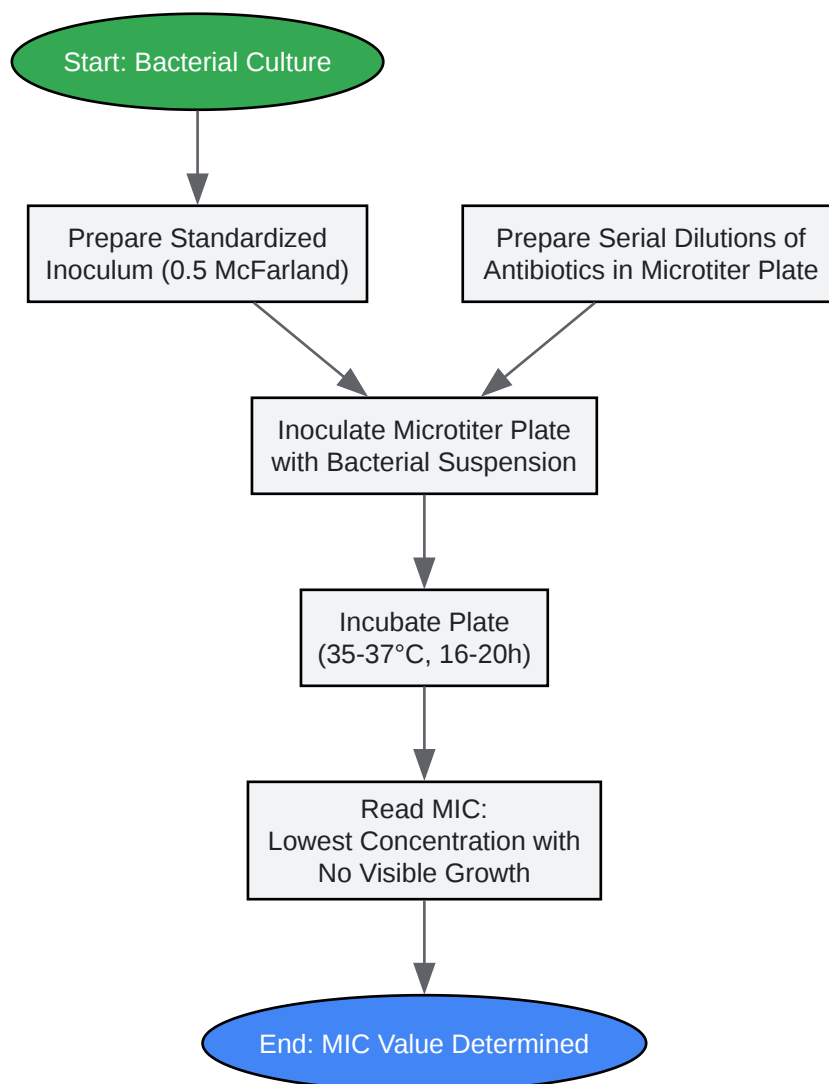 Start: Bacterial Culture
Prepare Standardized
Inoculum (0.5 McFarland)
Prepare Serial Dilutions of
Antibiotics in Microtiter Plate
Inoculate Microtiter Plate
with Bacterial Suspension
Incubate Plate
(35-37°C, 16-20h)
Read MIC:
Lowest Concentration with
No Visible Growth
End: MIC Value Determined